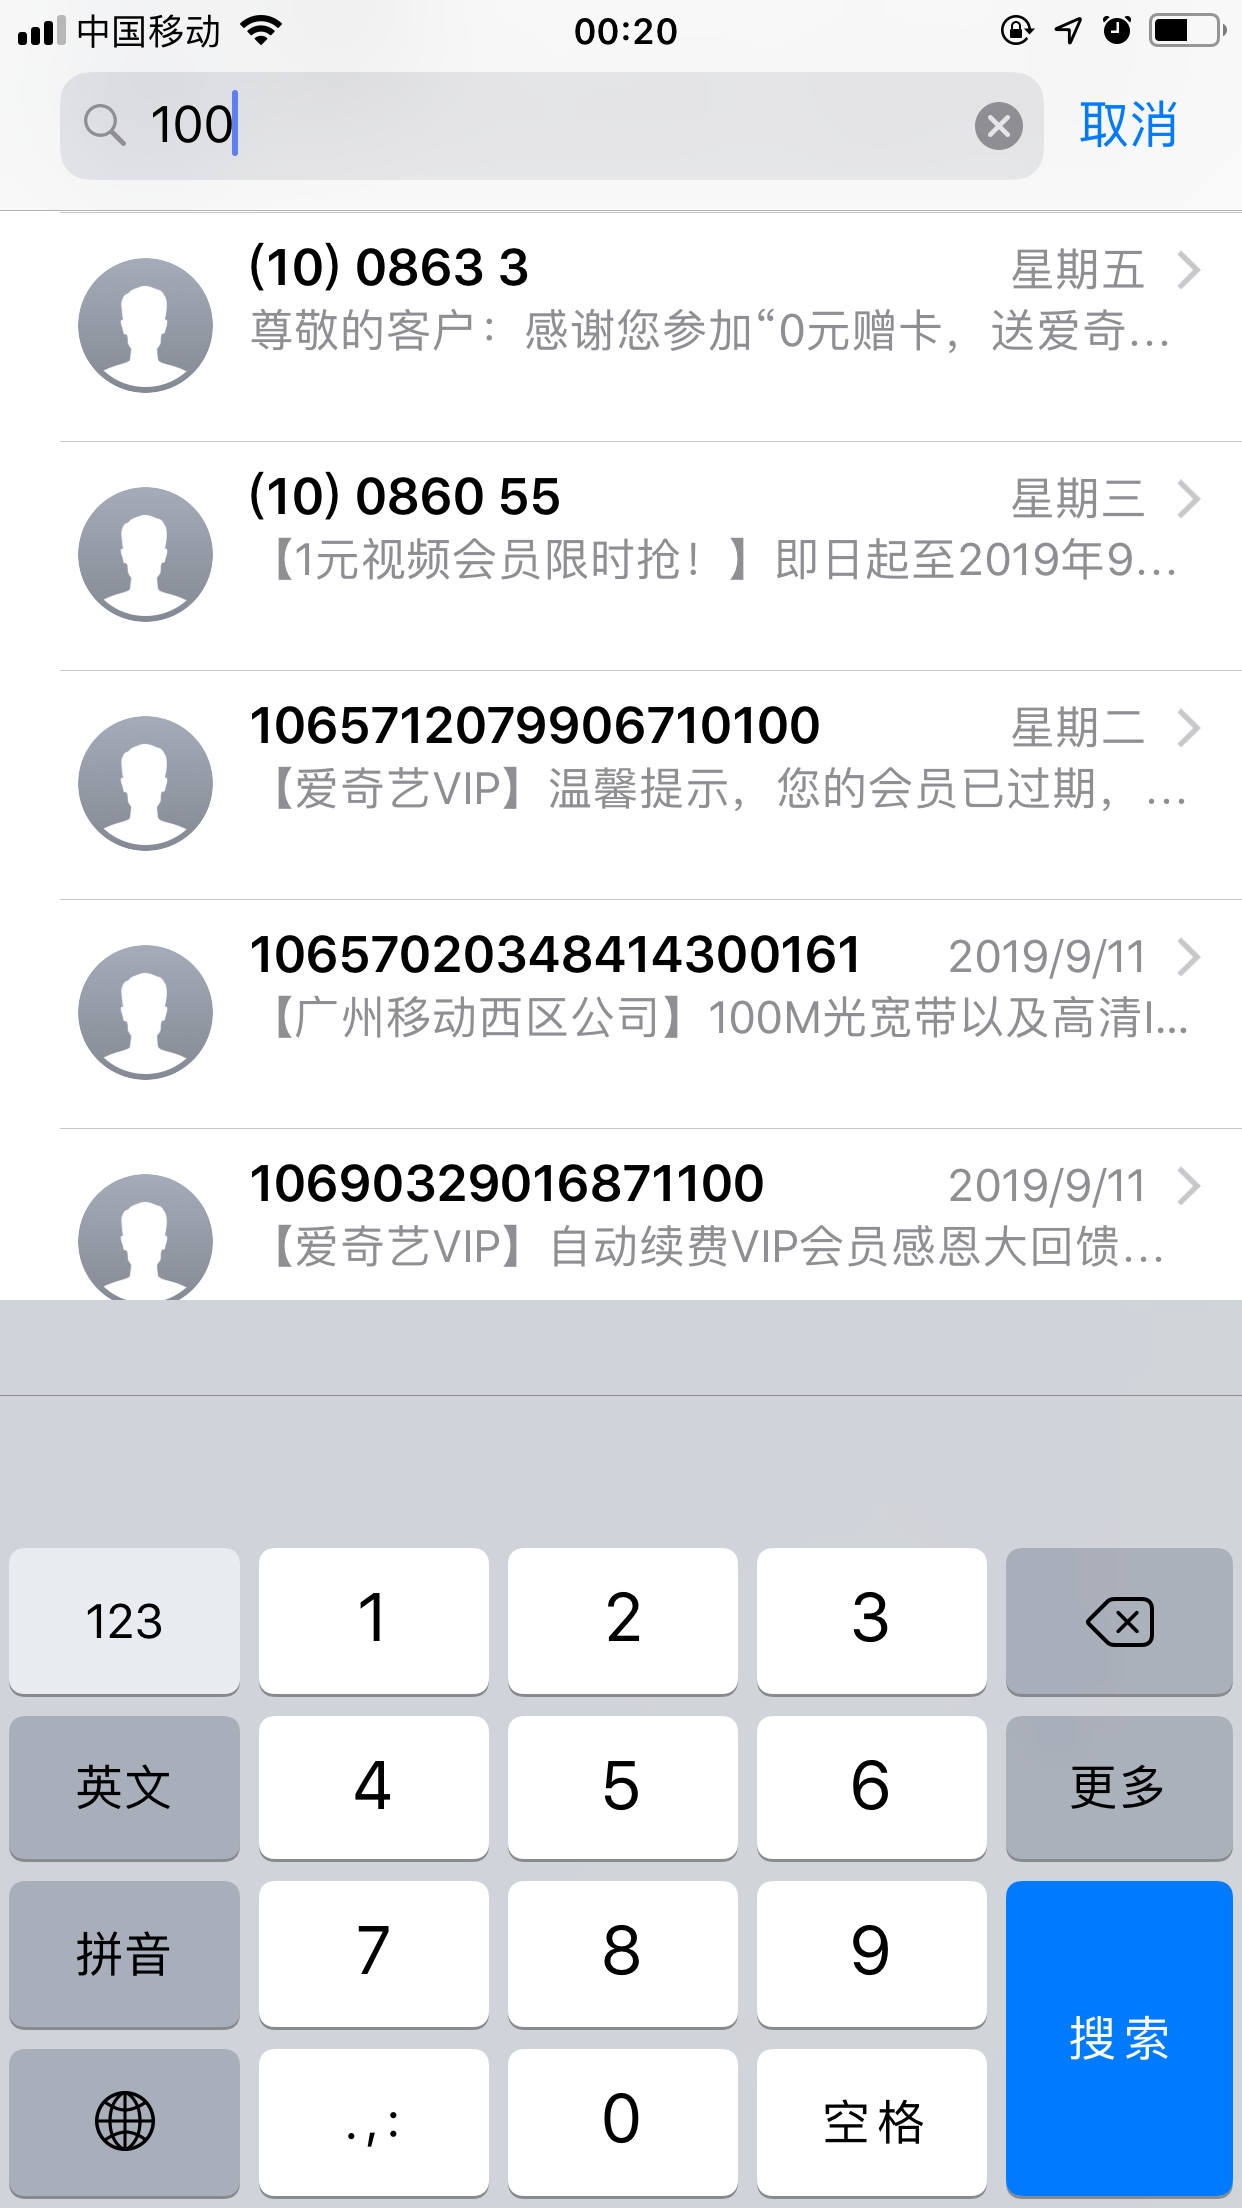 中国移动 00:20
100 取消
(10) 0863 3 星期五
尊敬的客户：感谢您参加“0元赠卡，送爱奇...
(10) 0860 55 星期三
【1元视频会员限时抢！】即日起至2019年9...
1065712079906710100 星期二
【爱奇艺VIP】温馨提示，您的会员已过期，...
10657020348414300161 2019/9/11
【广州移动西区公司】100M光宽带以及高清I...
10690329016871100 2019/9/11
【爱奇艺VIP】自动续费VIP会员感恩大回馈...
123 1 2 3
英文 4 5 6 更多
拼音 7 8 9
搜索
.,: 0 空格